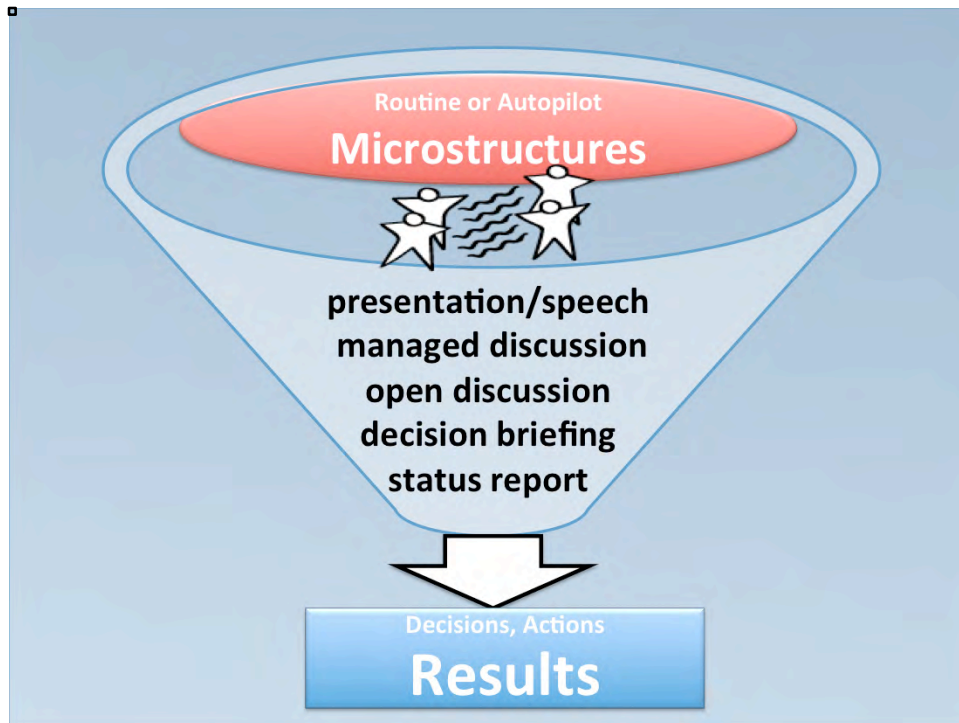 Routine or Autopilot
Microstructures
presentation/speech
managed discussion
open discussion
decision briefing
status report
Decisions, Actions
Results